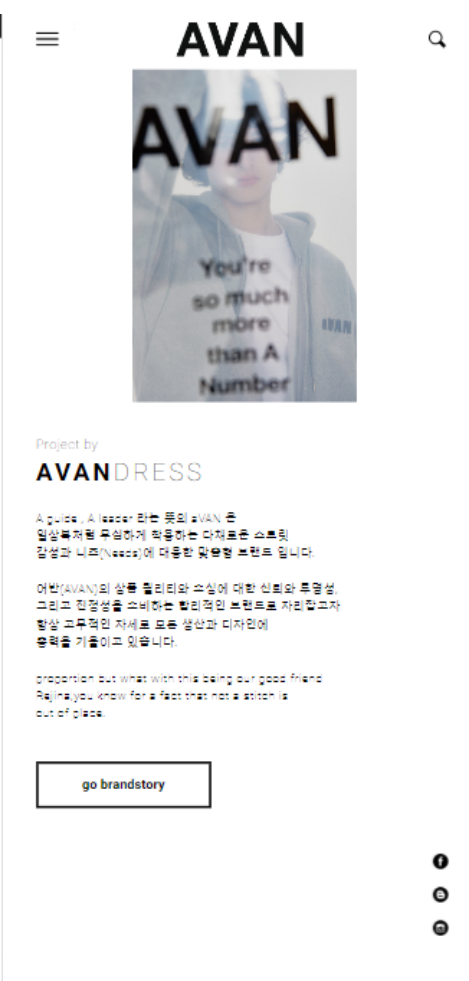 AVAN
AVAN
You're
so much
more
than A
Number
AVAN
Project by
AVANDRESS
A guide , A leader 라는 뜻의 aVAN 은
일상복처럼 무심하게 착용하는 다채로운 스트릿
감성과 니즈(Needs)에 대응한 맞춤형 브랜드 입니다.
어반(AVAN)의 상품 퀄리티와 소싱에 대한 신뢰와 투명성,
그리고 진정성을 소비하는 합리적인 브랜드로 자리잡고자
항상 고무적인 자세로 모든 생산과 디자인에
총력을 기울이고 있습니다.
proportion but what with this being our good friend
Rejina,you know for a fact that not a stitch is
out of place.
go brandstory